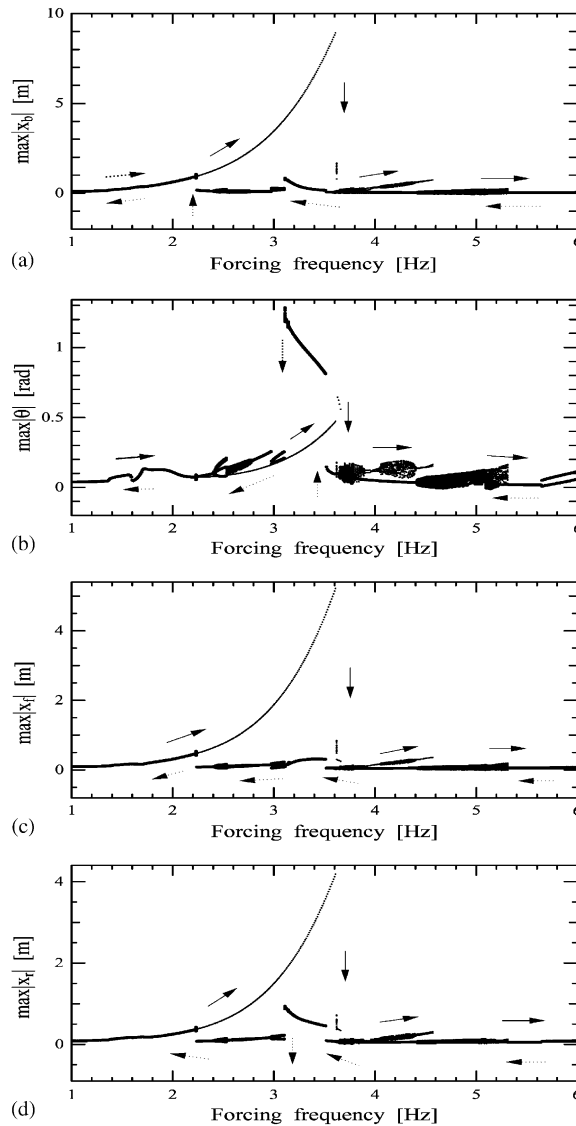 10
5
0
max|x_b| [m]
1 2 3 4 5 6
(a) Forcing frequency [Hz]
1
0.5
0
max|θ| [rad]
1 2 3 4 5 6
(b) Forcing frequency [Hz]
4
2
0
max|x_f| [m]
1 2 3 4 5 6
(c) Forcing frequency [Hz]
4
2
0
max|x_r| [m]
1 2 3 4 5 6
(d) Forcing frequency [Hz]